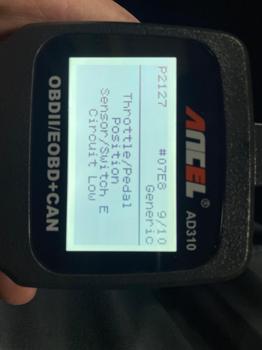 ANCEL® AD310
P2127 #07E8 9/10
Generic
Throttle/Pedal
Position
Sensor/Switch E
Circuit Low
OBDII/EOBD+CAN